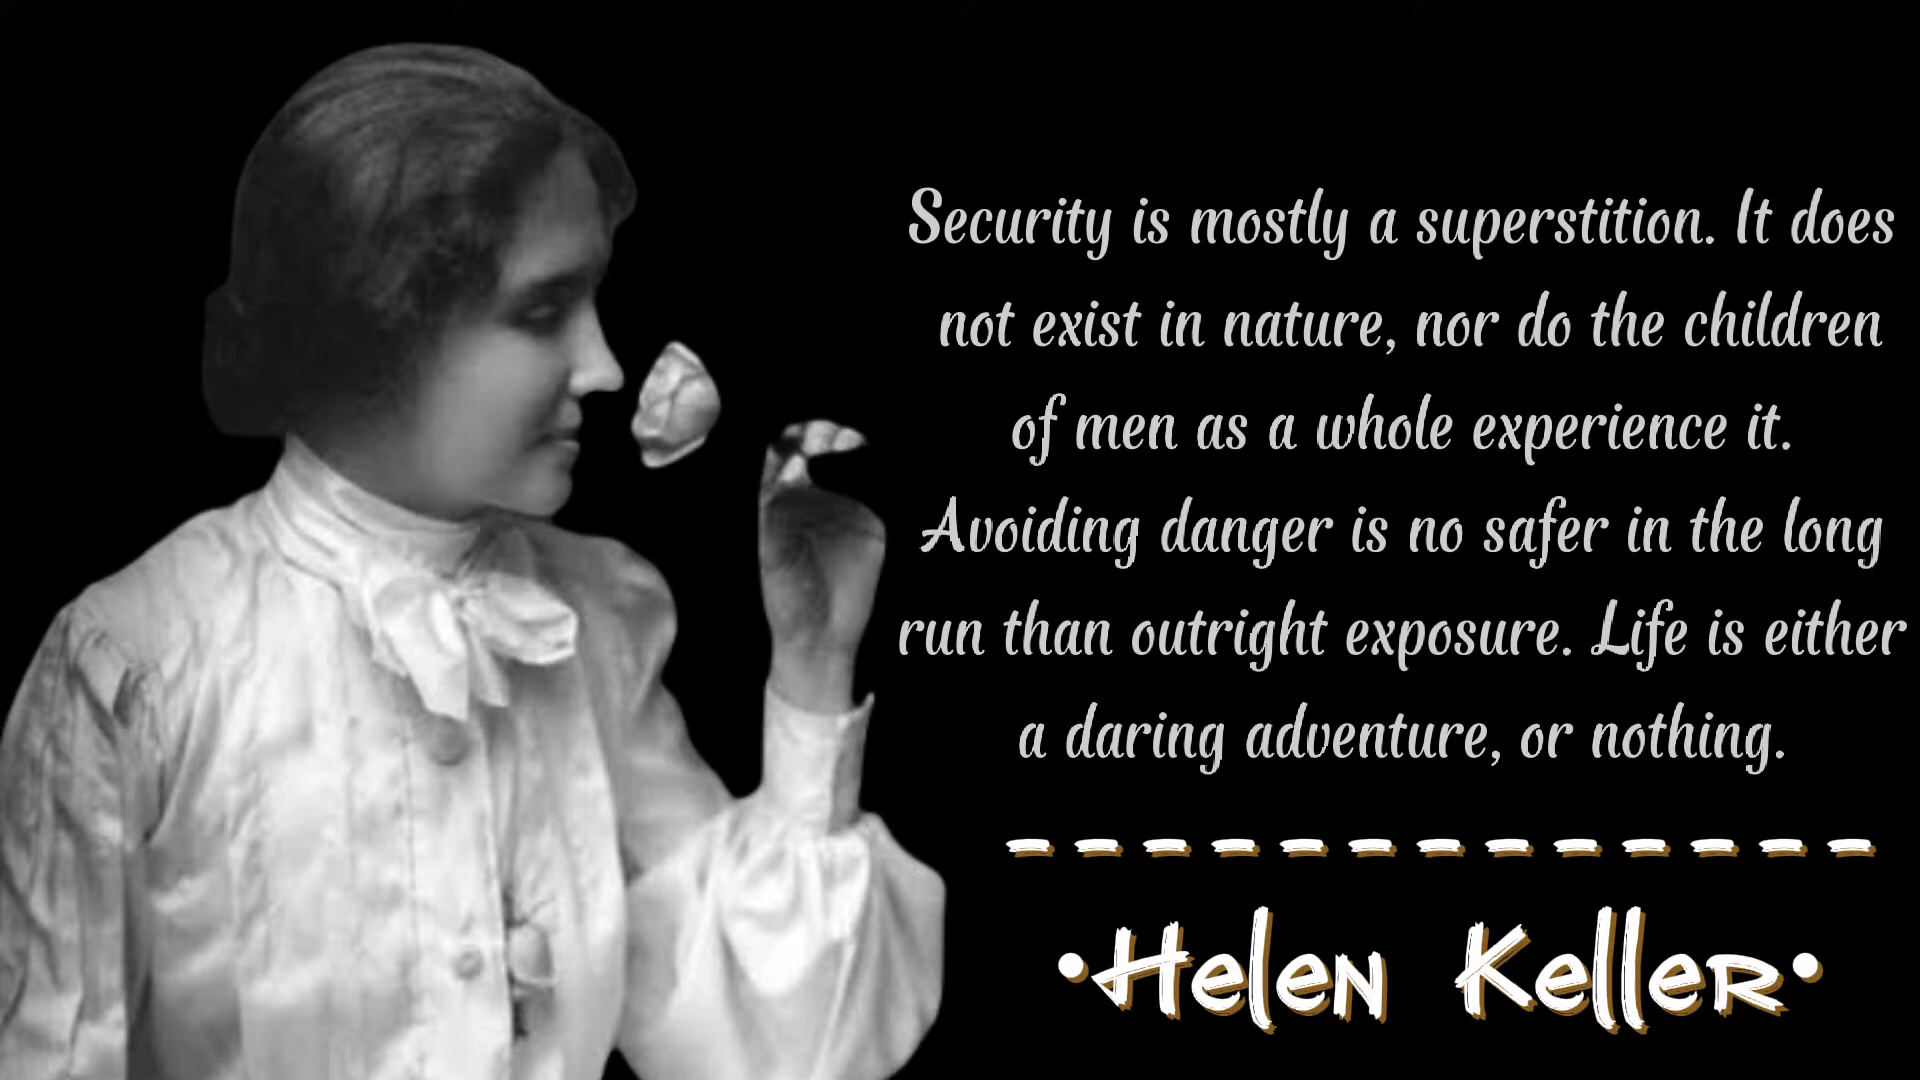 Security is mostly a superstition. It does
not exist in nature, nor do the children
of men as a whole experience it.
Avoiding danger is no safer in the long
run than outright exposure. Life is either
a daring adventure, or nothing.
- - - - - - - - - - - - -
•Helen Keller•